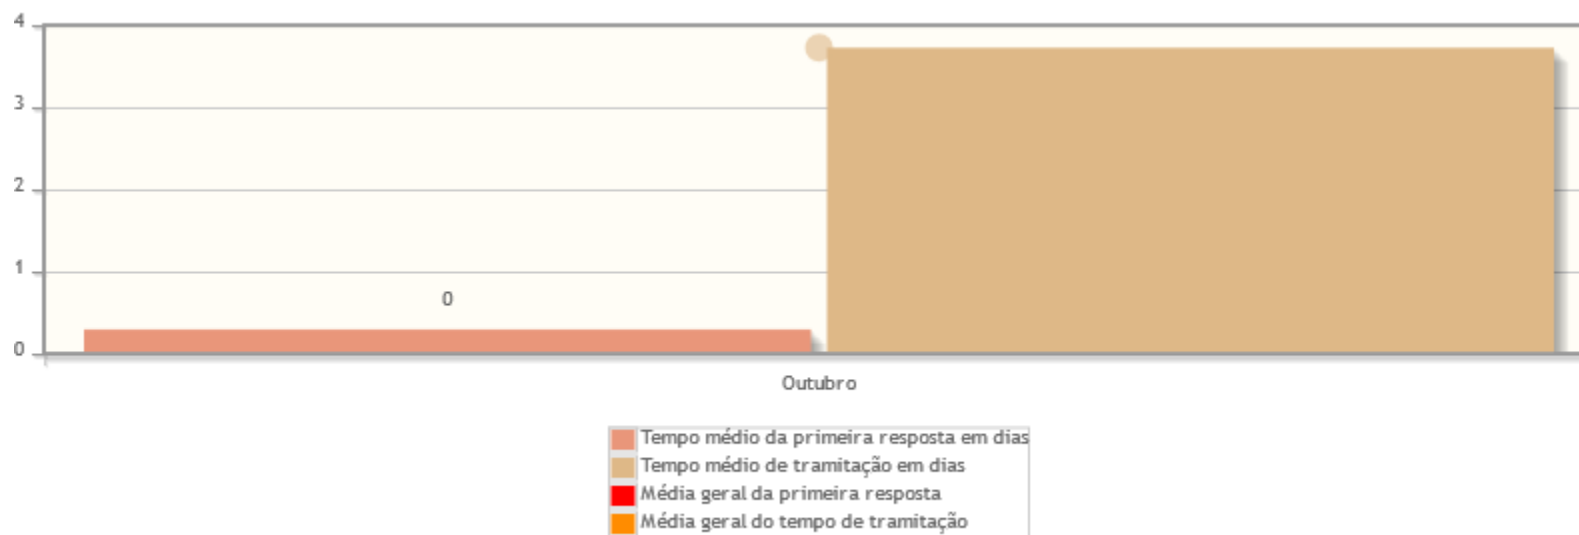 4
3
2
1
0
0
Outubro
Tempo médio da primeira resposta em dias
Tempo médio de tramitação em dias
Média geral da primeira resposta
Média geral do tempo de tramitação